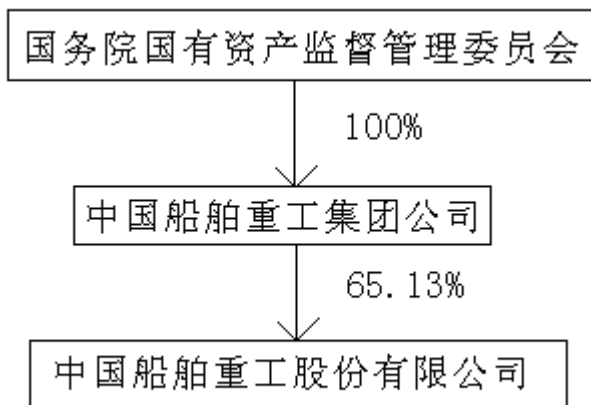 国务院国有资产监督管理委员会
100%
中国船舶重工集团公司
65.13%
中国船舶重工股份有限公司